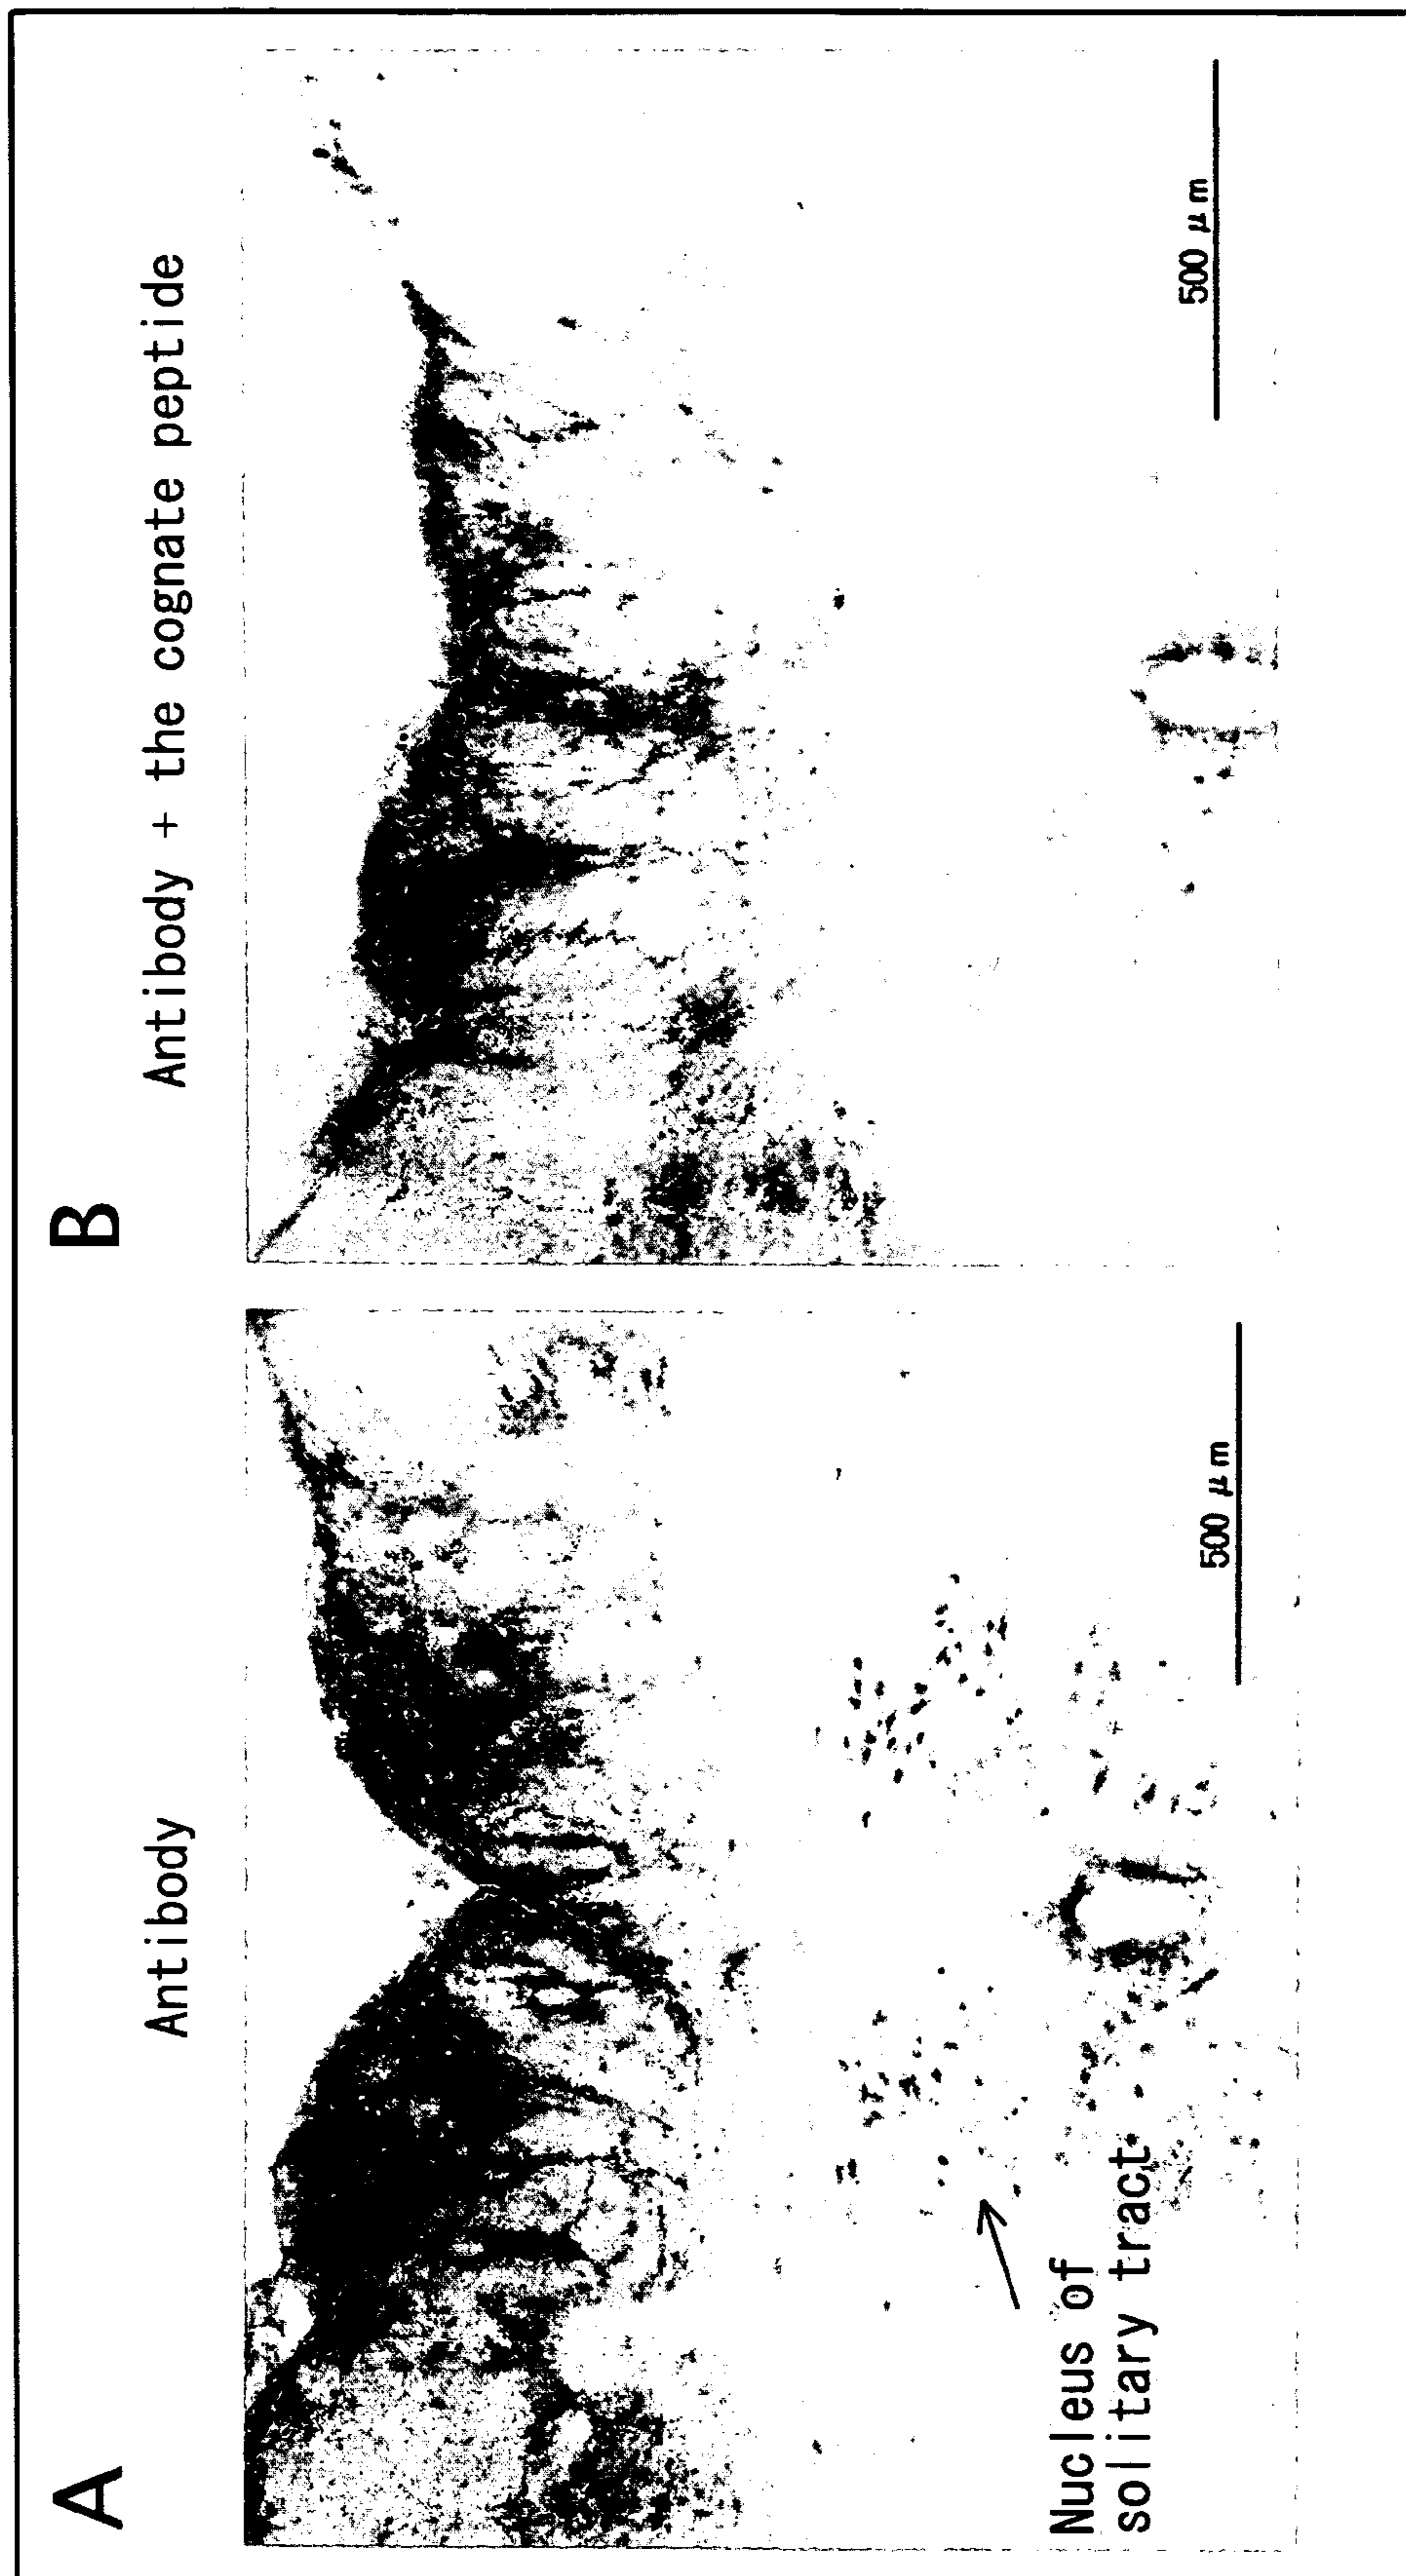 A
Antibody
Nucleus of
solitary tract
500 μm
B
Antibody + the cognate peptide
500 μm